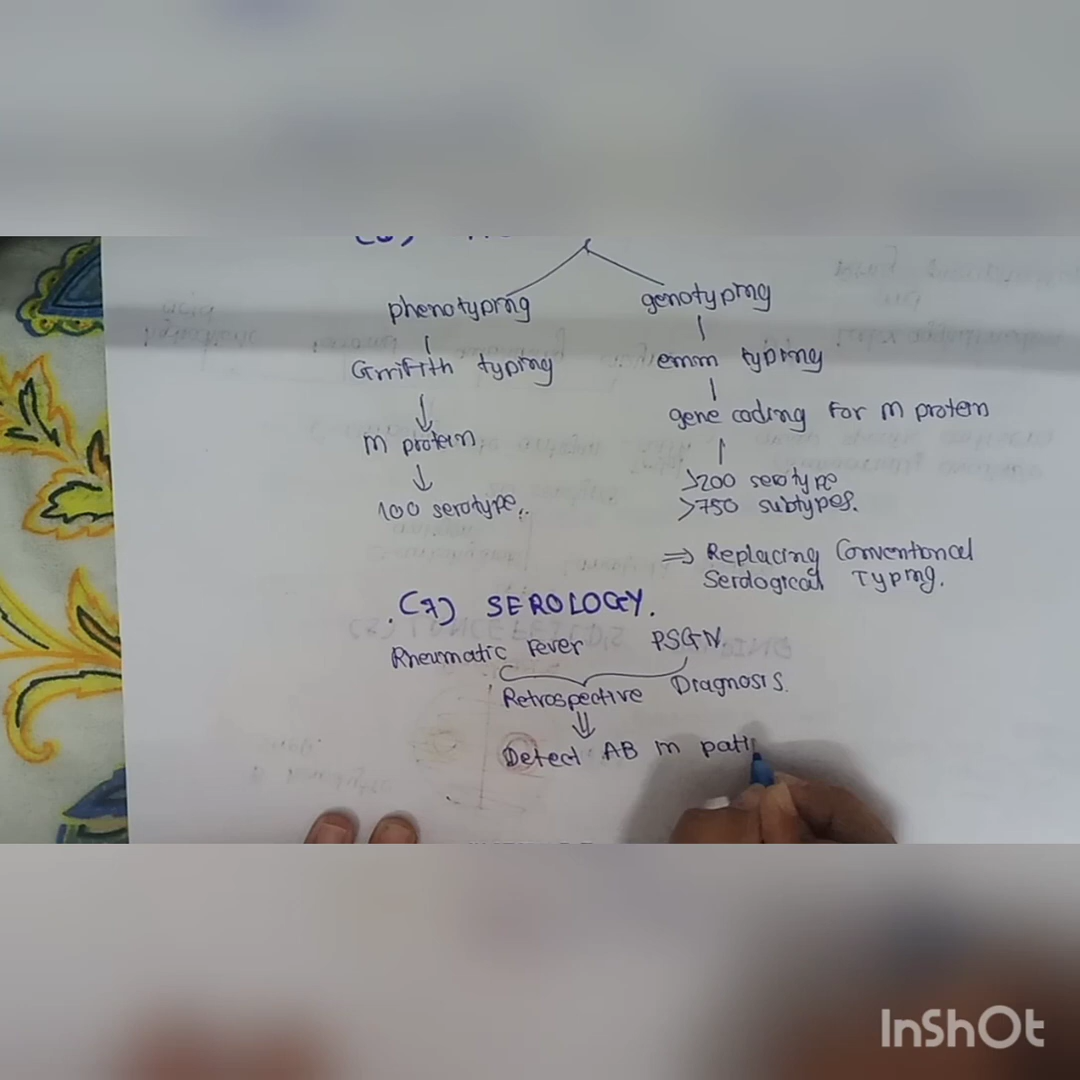 (6)
phenotyping genotyping
Griffith typing emm typing
M protein gene coding for M protein
100 serotype. >200 serotype
>750 subtypes.
⇒ Replacing Conventional
Serological Typing.
(7) SEROLOGY.
Rheumatic Fever PSGN
Retrospective Diagnosis.
Detect AB in pati
InShOt